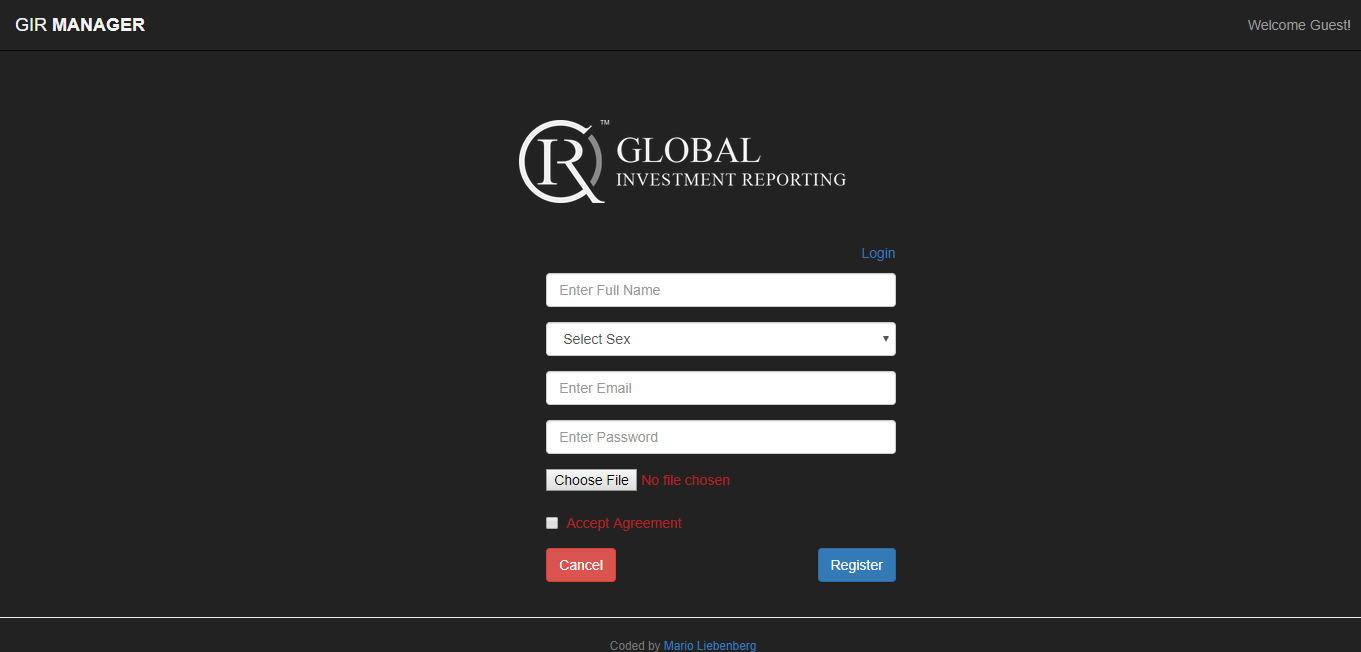 GIR MANAGER
Welcome Guest!
™
GLOBAL
INVESTMENT REPORTING
Login
Enter Full Name
Select Sex
Enter Email
Enter Password
Choose File No file chosen
Accept Agreement
Cancel
Register
Coded by Mario Liebenberg